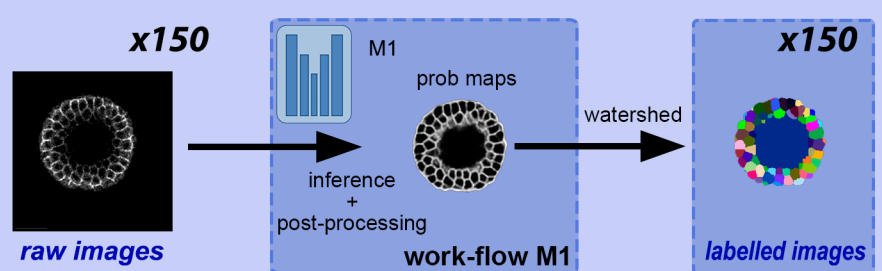 x150
raw images
M1
inference
+
post-processing
prob maps
work-flow M1
watershed
x150
labelled images